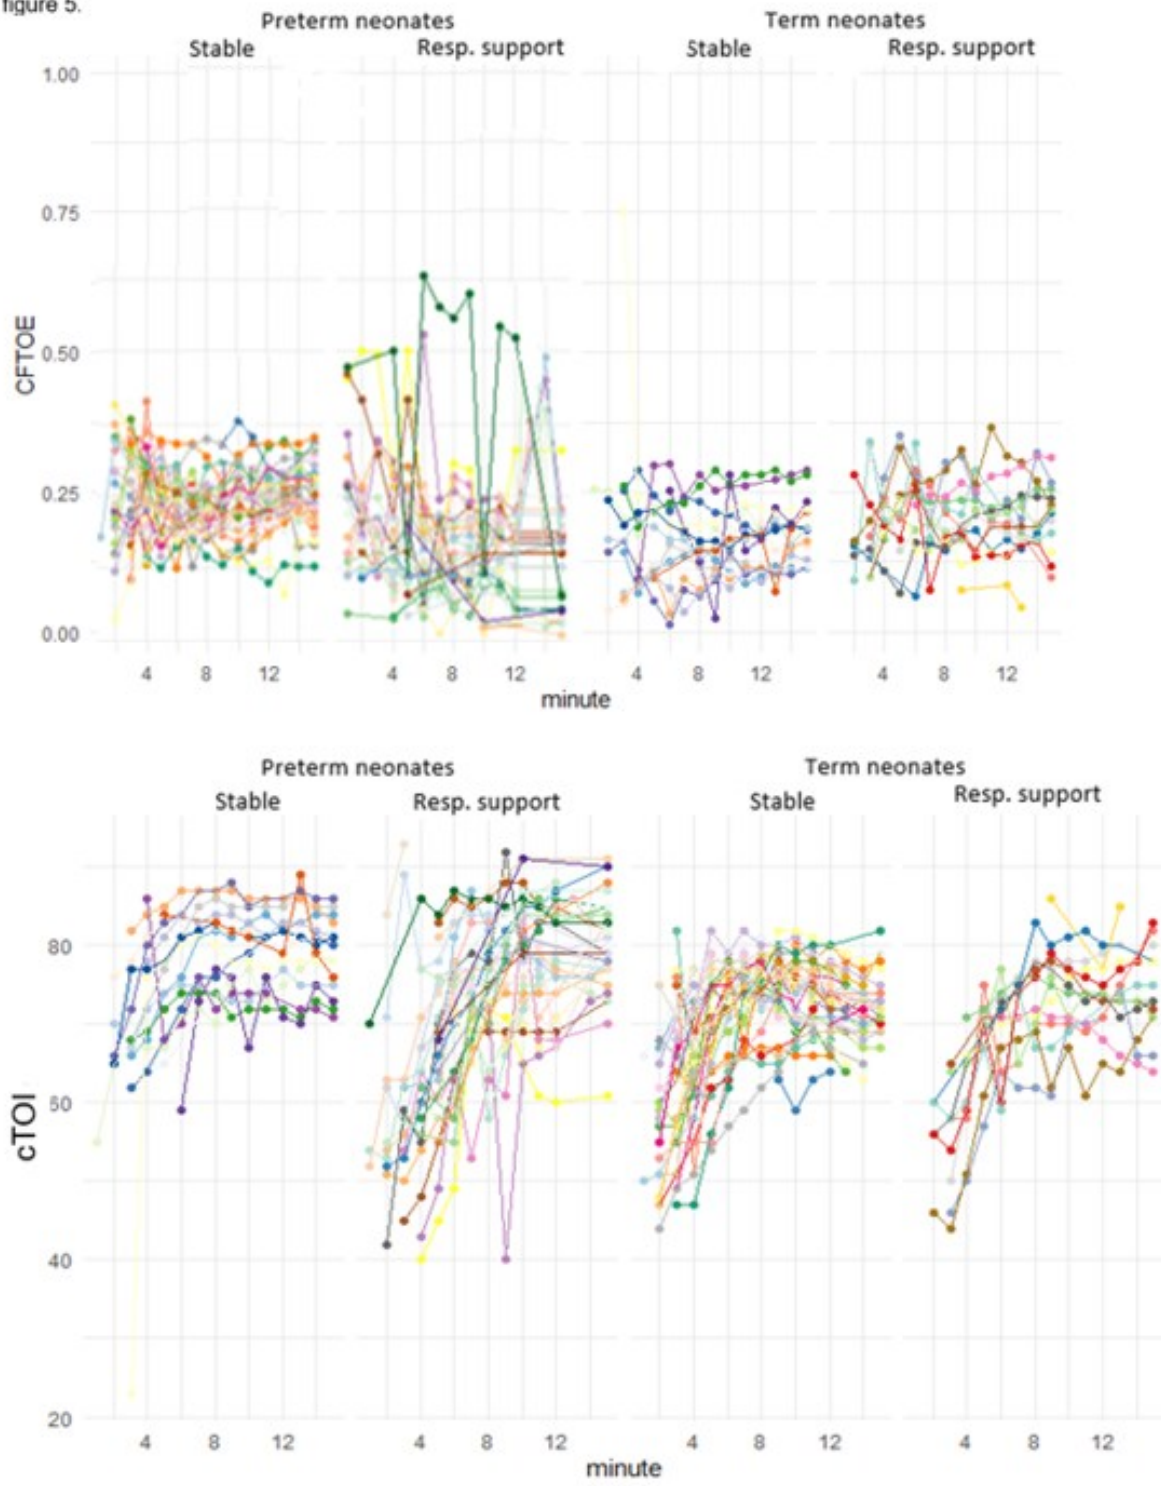 figure 5.
Preterm neonates Term neonates
Stable Resp. support Stable Resp. support
1.00
0.75
0.50
0.25
0.00
CFTOE
4 8 12 4 8 12 4 8 12 4 8 12
minute
Preterm neonates Term neonates
Stable Resp. support Stable Resp. support
80
50
40
20
cTOI
4 8 12 4 8 12 4 8 12 4 8 12
minute